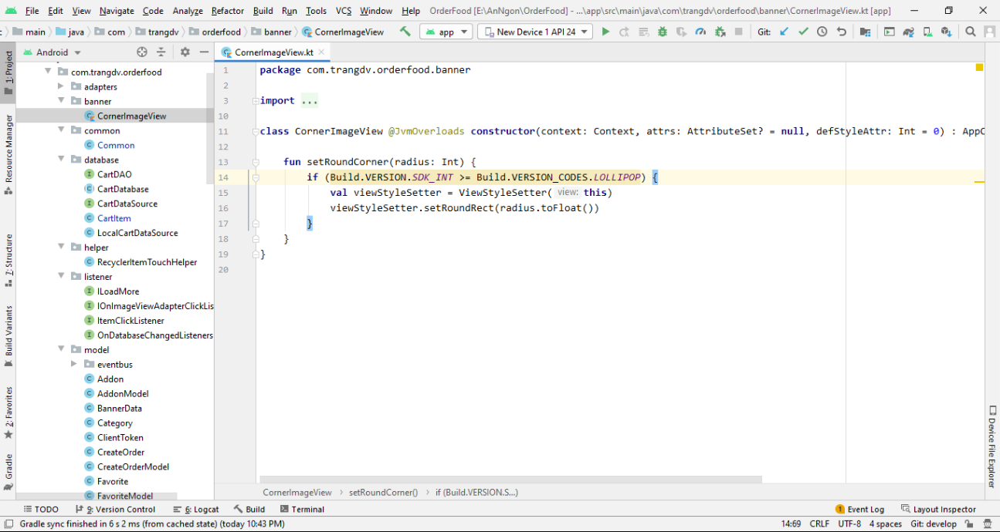 File Edit View Navigate Code Analyze Refactor Build Run Tools VCS Window Help OrderFood [E:\AnNgon\OrderFood] - ...\app\src\main\java\com\trangdv\orderfood\banner\CornerImageView.kt [app]
main java com trangdv orderfood banner CornerImageView app New Device 1 API 24 Git:
Android
CornerImageView.kt
1: Project
Resource Manager
Z: Structure
Build Variants
2: Favorites
Gradle
com.trangdv.orderfood
adapters
banner
CornerImageView
common
Common
database
CartDAO
CartDatabase
CartDataSource
CartItem
LocalCartDataSource
helper
RecyclerItemTouchHelper
listener
ILoadMore
IOnImageViewAdapterClickLis
ItemClickListener
OnDatabaseChangedListeners
model
eventbus
Addon
AddonModel
BannerData
Category
ClientToken
CreateOrder
CreateOrderModel
Favorite
FavoriteModel
1 package com.trangdv.orderfood.banner
2
3 import ...
10
11 class CornerImageView @JvmOverloads constructor(context: Context, attrs: AttributeSet? = null, defStyleAttr: Int = 0) : AppC
12
13 fun setRoundCorner(radius: Int) {
14 if (Build.VERSION.SDK_INT >= Build.VERSION_CODES.LOLLIPOP) {
15 val viewStyleSetter = ViewStyleSetter( view: this)
16 viewStyleSetter.setRoundRect(radius.toFloat())
17 }
18 }
19 }
20
CornerImageView setRoundCorner() if (Build.VERSION.S...)
Device File Explorer
TODO 9: Version Control 6: Logcat Build Terminal 1 Event Log Layout Inspector
Gradle sync finished in 6 s 2 ms (from cached state) (today 10:43 PM) 14:69 CRLF UTF-8 4 spaces Git: develop